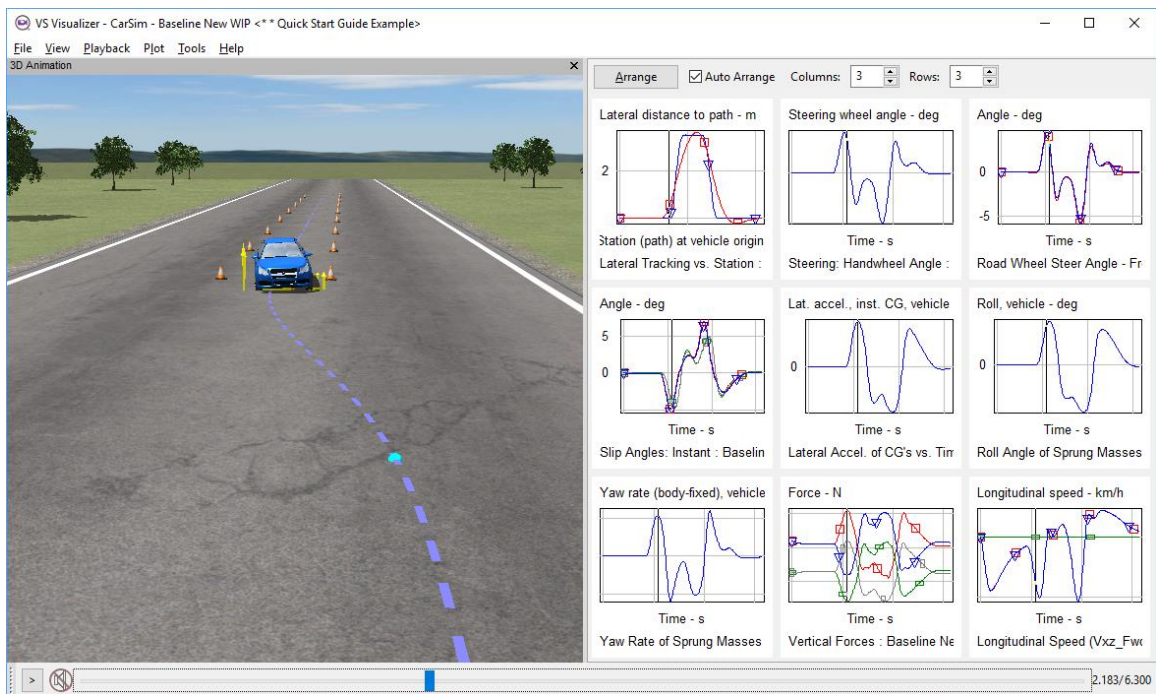 VS Visualizer - CarSim - Baseline New WIP <* * Quick Start Guide Example>
File View Playback Plot Tools Help
3D Animation
Arrange Auto Arrange Columns: 3 Rows: 3
Lateral distance to path - m
2
Station (path) at vehicle origin
Lateral Tracking vs. Station :
Steering wheel angle - deg
Time - s
Steering: Handwheel Angle :
Angle - deg
0
-5
Time - s
Road Wheel Steer Angle - Fr
Angle - deg
5
0
Time - s
Slip Angles: Instant : Baselin
Lat. accel., inst. CG, vehicle
0
Time - s
Lateral Accel. of CG's vs. Tim
Roll, vehicle - deg
0
Time - s
Roll Angle of Sprung Masses
Yaw rate (body-fixed), vehicle
Time - s
Yaw Rate of Sprung Masses
Force - N
Time - s
Vertical Forces : Baseline Ne
Longitudinal speed - km/h
Time - s
Longitudinal Speed (Vxz_Fwd
> 2.183/6.300